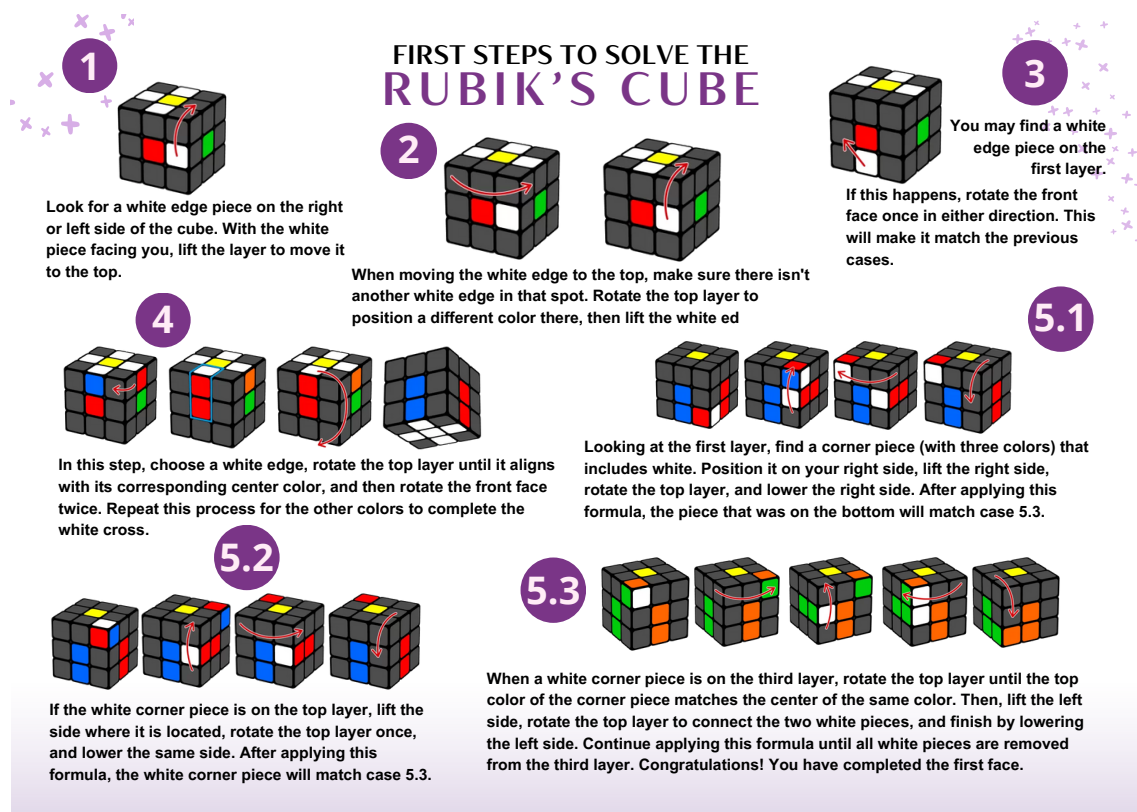 FIRST STEPS TO SOLVE THE
RUBIK'S CUBE
1
Look for a white edge piece on the right
or left side of the cube. With the white
piece facing you, lift the layer to move it
to the top.
2
When moving the white edge to the top, make sure there isn't
another white edge in that spot. Rotate the top layer to
position a different color there, then lift the white ed
3
You may find a white
edge piece on the
first layer.
If this happens, rotate the front
face once in either direction. This
will make it match the previous
cases.
4
In this step, choose a white edge, rotate the top layer until it aligns
with its corresponding center color, and then rotate the front face
twice. Repeat this process for the other colors to complete the
white cross.
5.1
Looking at the first layer, find a corner piece (with three colors) that
includes white. Position it on your right side, lift the right side,
rotate the top layer, and lower the right side. After applying this
formula, the piece that was on the bottom will match case 5.3.
5.2
If the white corner piece is on the top layer, lift the
side where it is located, rotate the top layer once,
and lower the same side. After applying this
formula, the white corner piece will match case 5.3.
5.3
When a white corner piece is on the third layer, rotate the top layer until the top
color of the corner piece matches the center of the same color. Then, lift the left
side, rotate the top layer to connect the two white pieces, and finish by lowering
the left side. Continue applying this formula until all white pieces are removed
from the third layer. Congratulations! You have completed the first face.